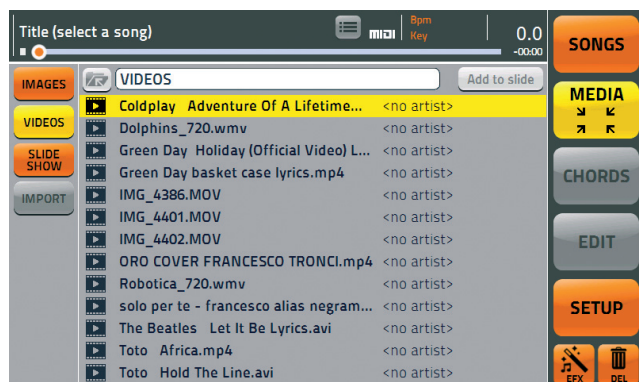 Title (select a song)
miDI
Bpm
Key
0.0
-00:00
SONGS
IMAGES
VIDEOS
Add to slide
MEDIA
VIDEOS
SLIDE
SHOW
IMPORT
Coldplay Adventure Of A Lifetime... <no artist>
Dolphins_720.wmv <no artist>
Green Day Holiday (Official Video) L... <no artist>
Green Day basket case lyrics.mp4 <no artist>
IMG_4386.MOV <no artist>
IMG_4401.MOV <no artist>
IMG_4402.MOV <no artist>
ORO COVER FRANCESCO TRONCI.mp4 <no artist>
Robotica_720.wmv <no artist>
solo per te - francesco alias negram... <no artist>
The Beatles Let It Be Lyrics.avi <no artist>
Toto Africa.mp4 <no artist>
Toto Hold The Line.avi <no artist>
CHORDS
EDIT
SETUP
EFX
DEL